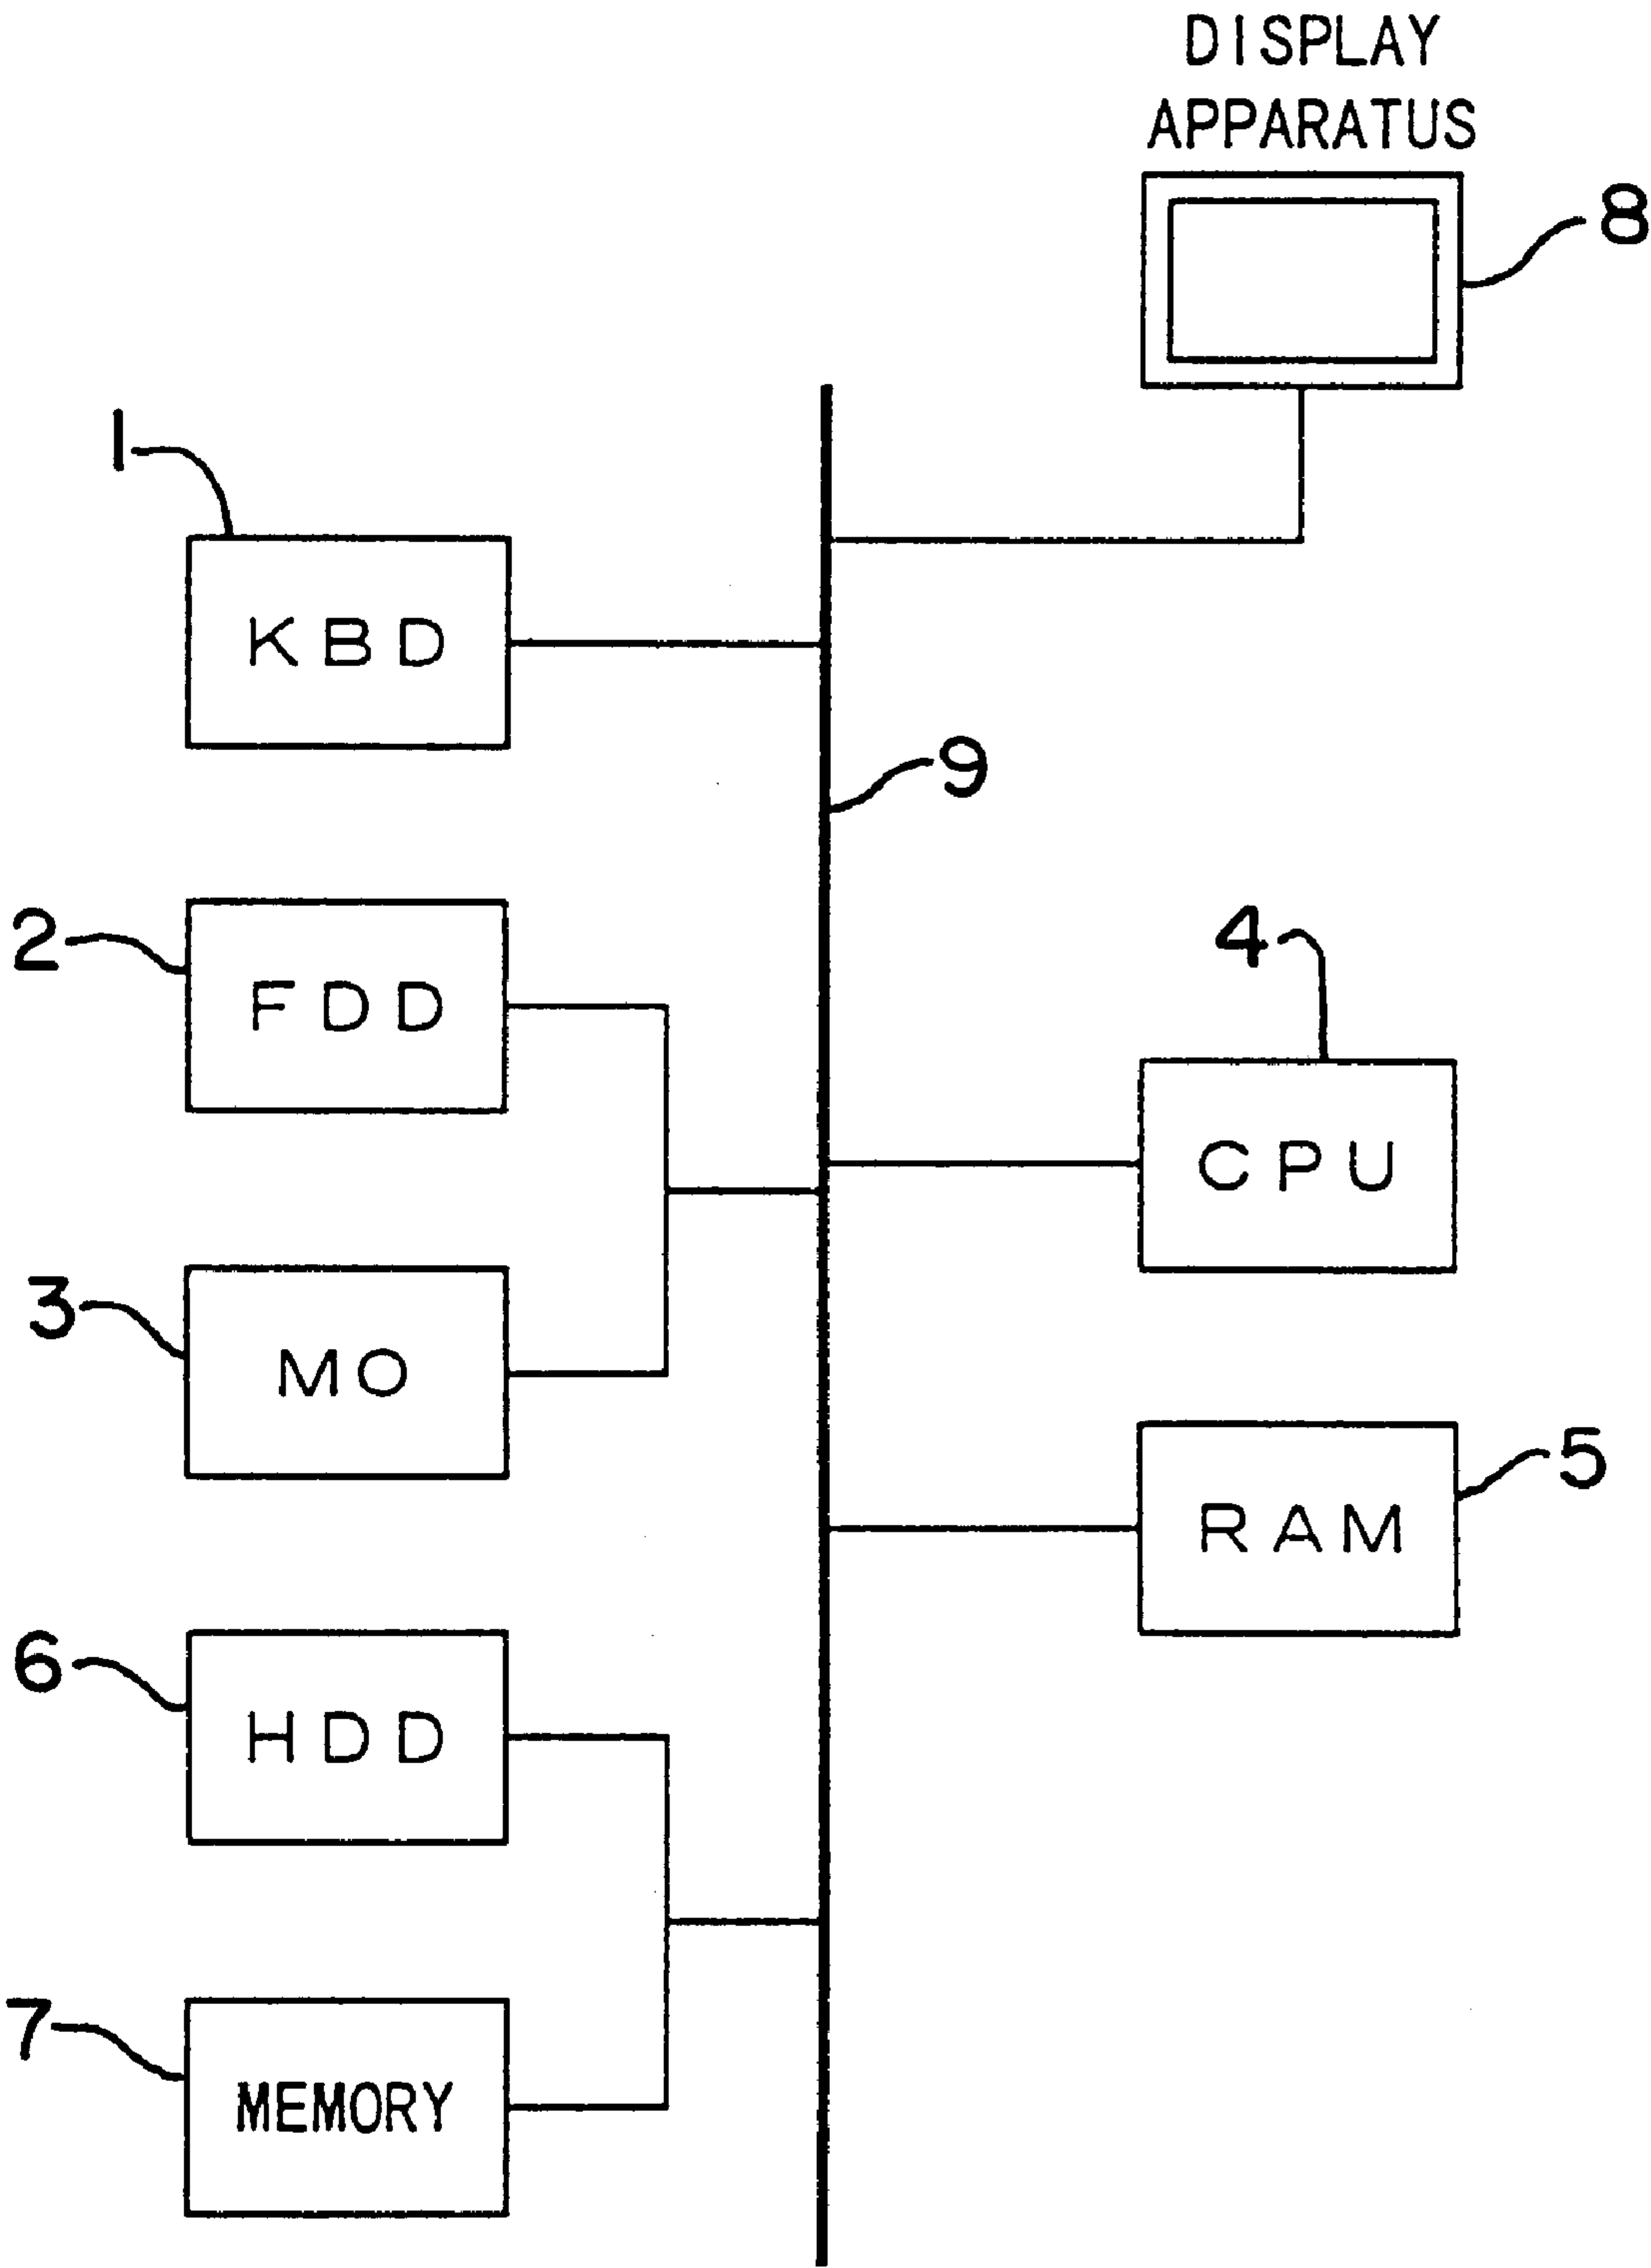 DISPLAY
APPARATUS
8
1
KBD
9
2
FDD
4
CPU
3
MO
5
RAM
6
HDD
7
MEMORY